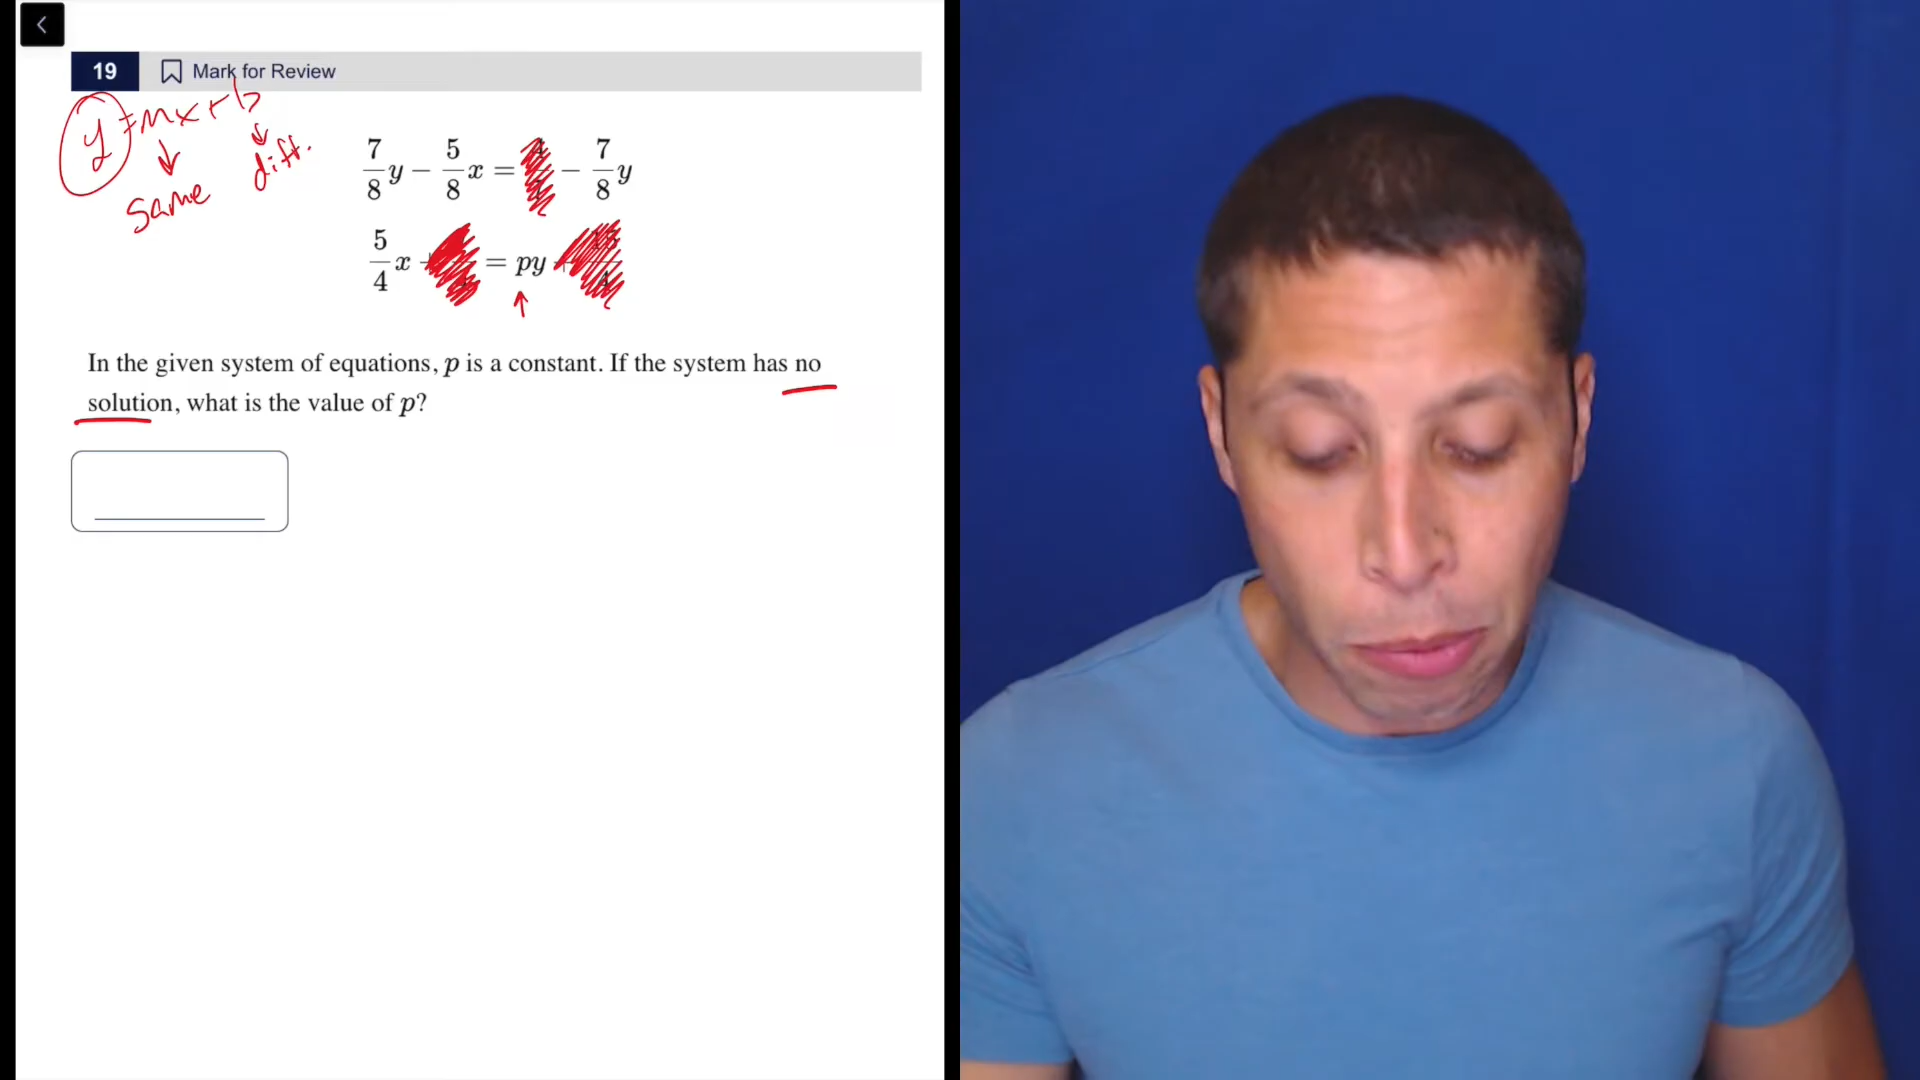 19 Mark for Review
y = mx + b
same diff.
7/8 y − 5/8 x = − 7/8 y
5/4 x = py
In the given system of equations, p is a constant. If the system has no
solution, what is the value of p?